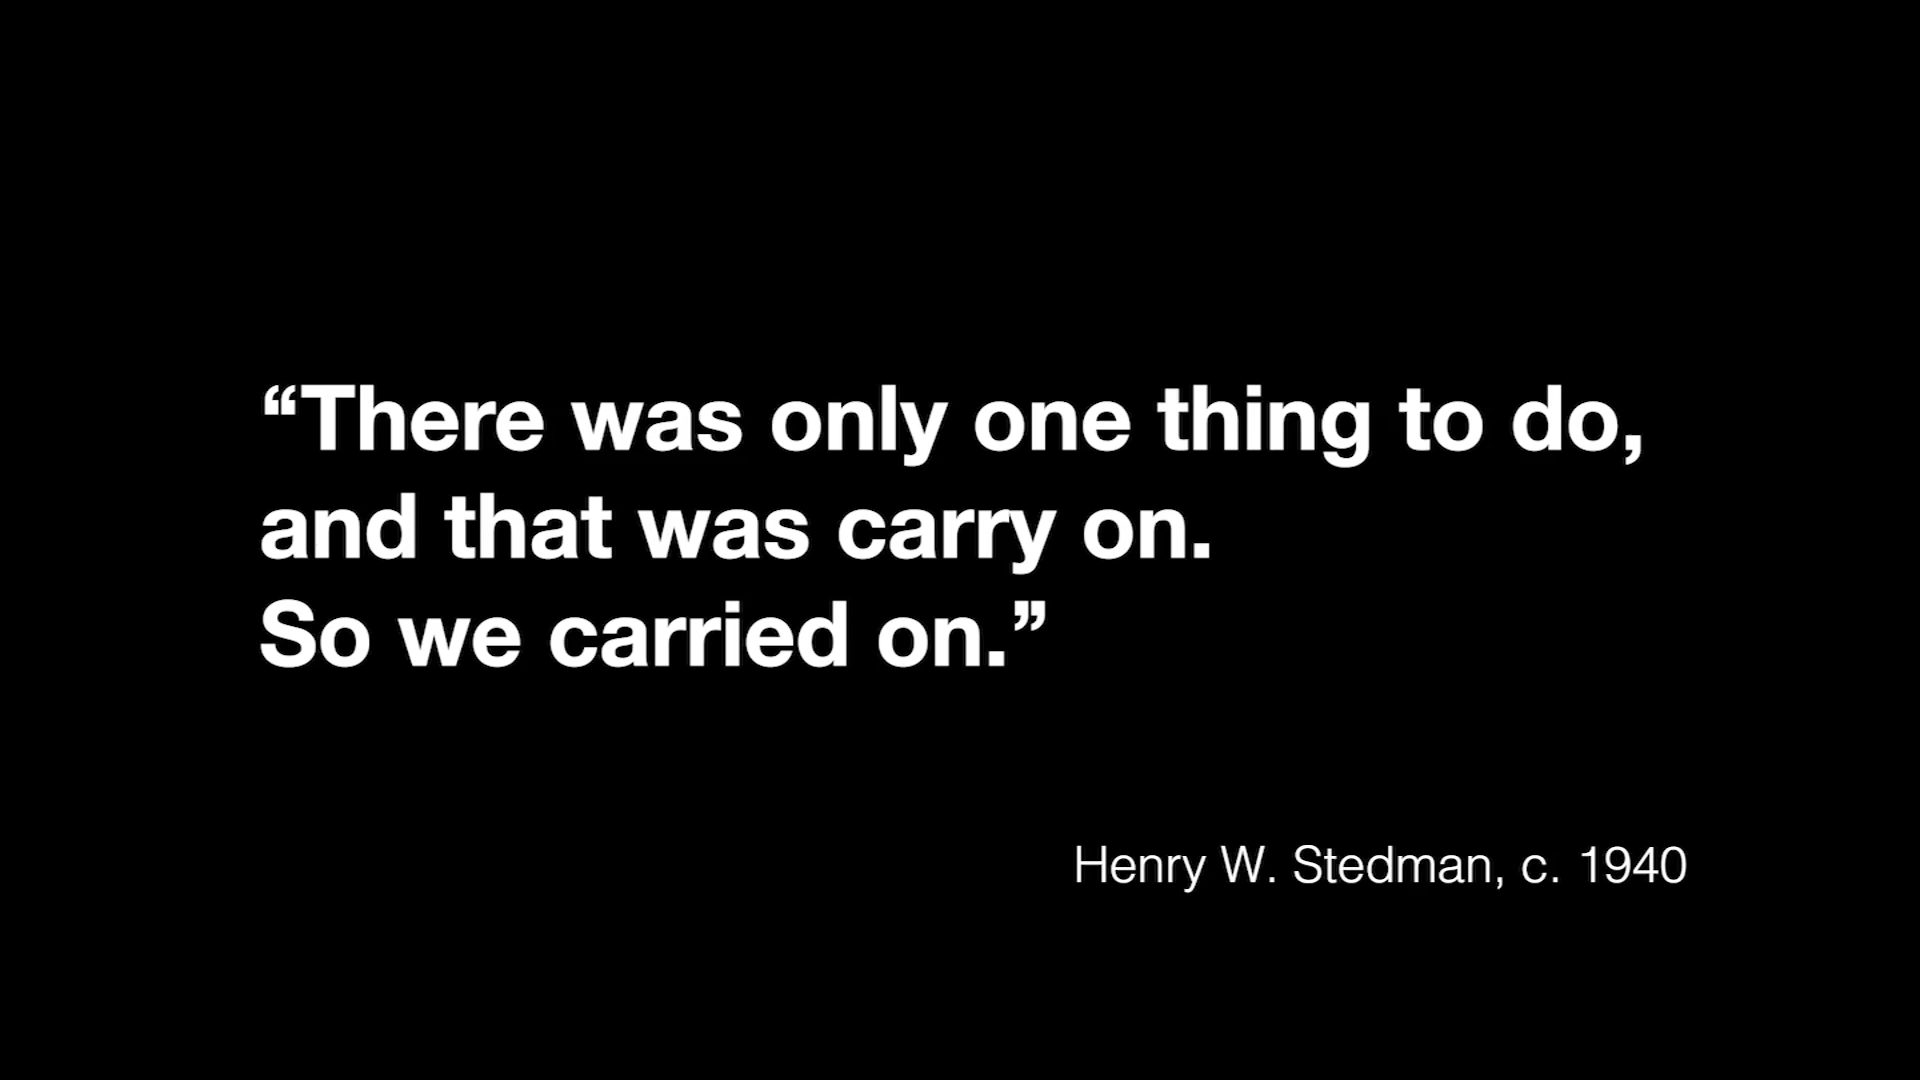 “There was only one thing to do,
and that was carry on.
So we carried on.”
Henry W. Stedman, c. 1940